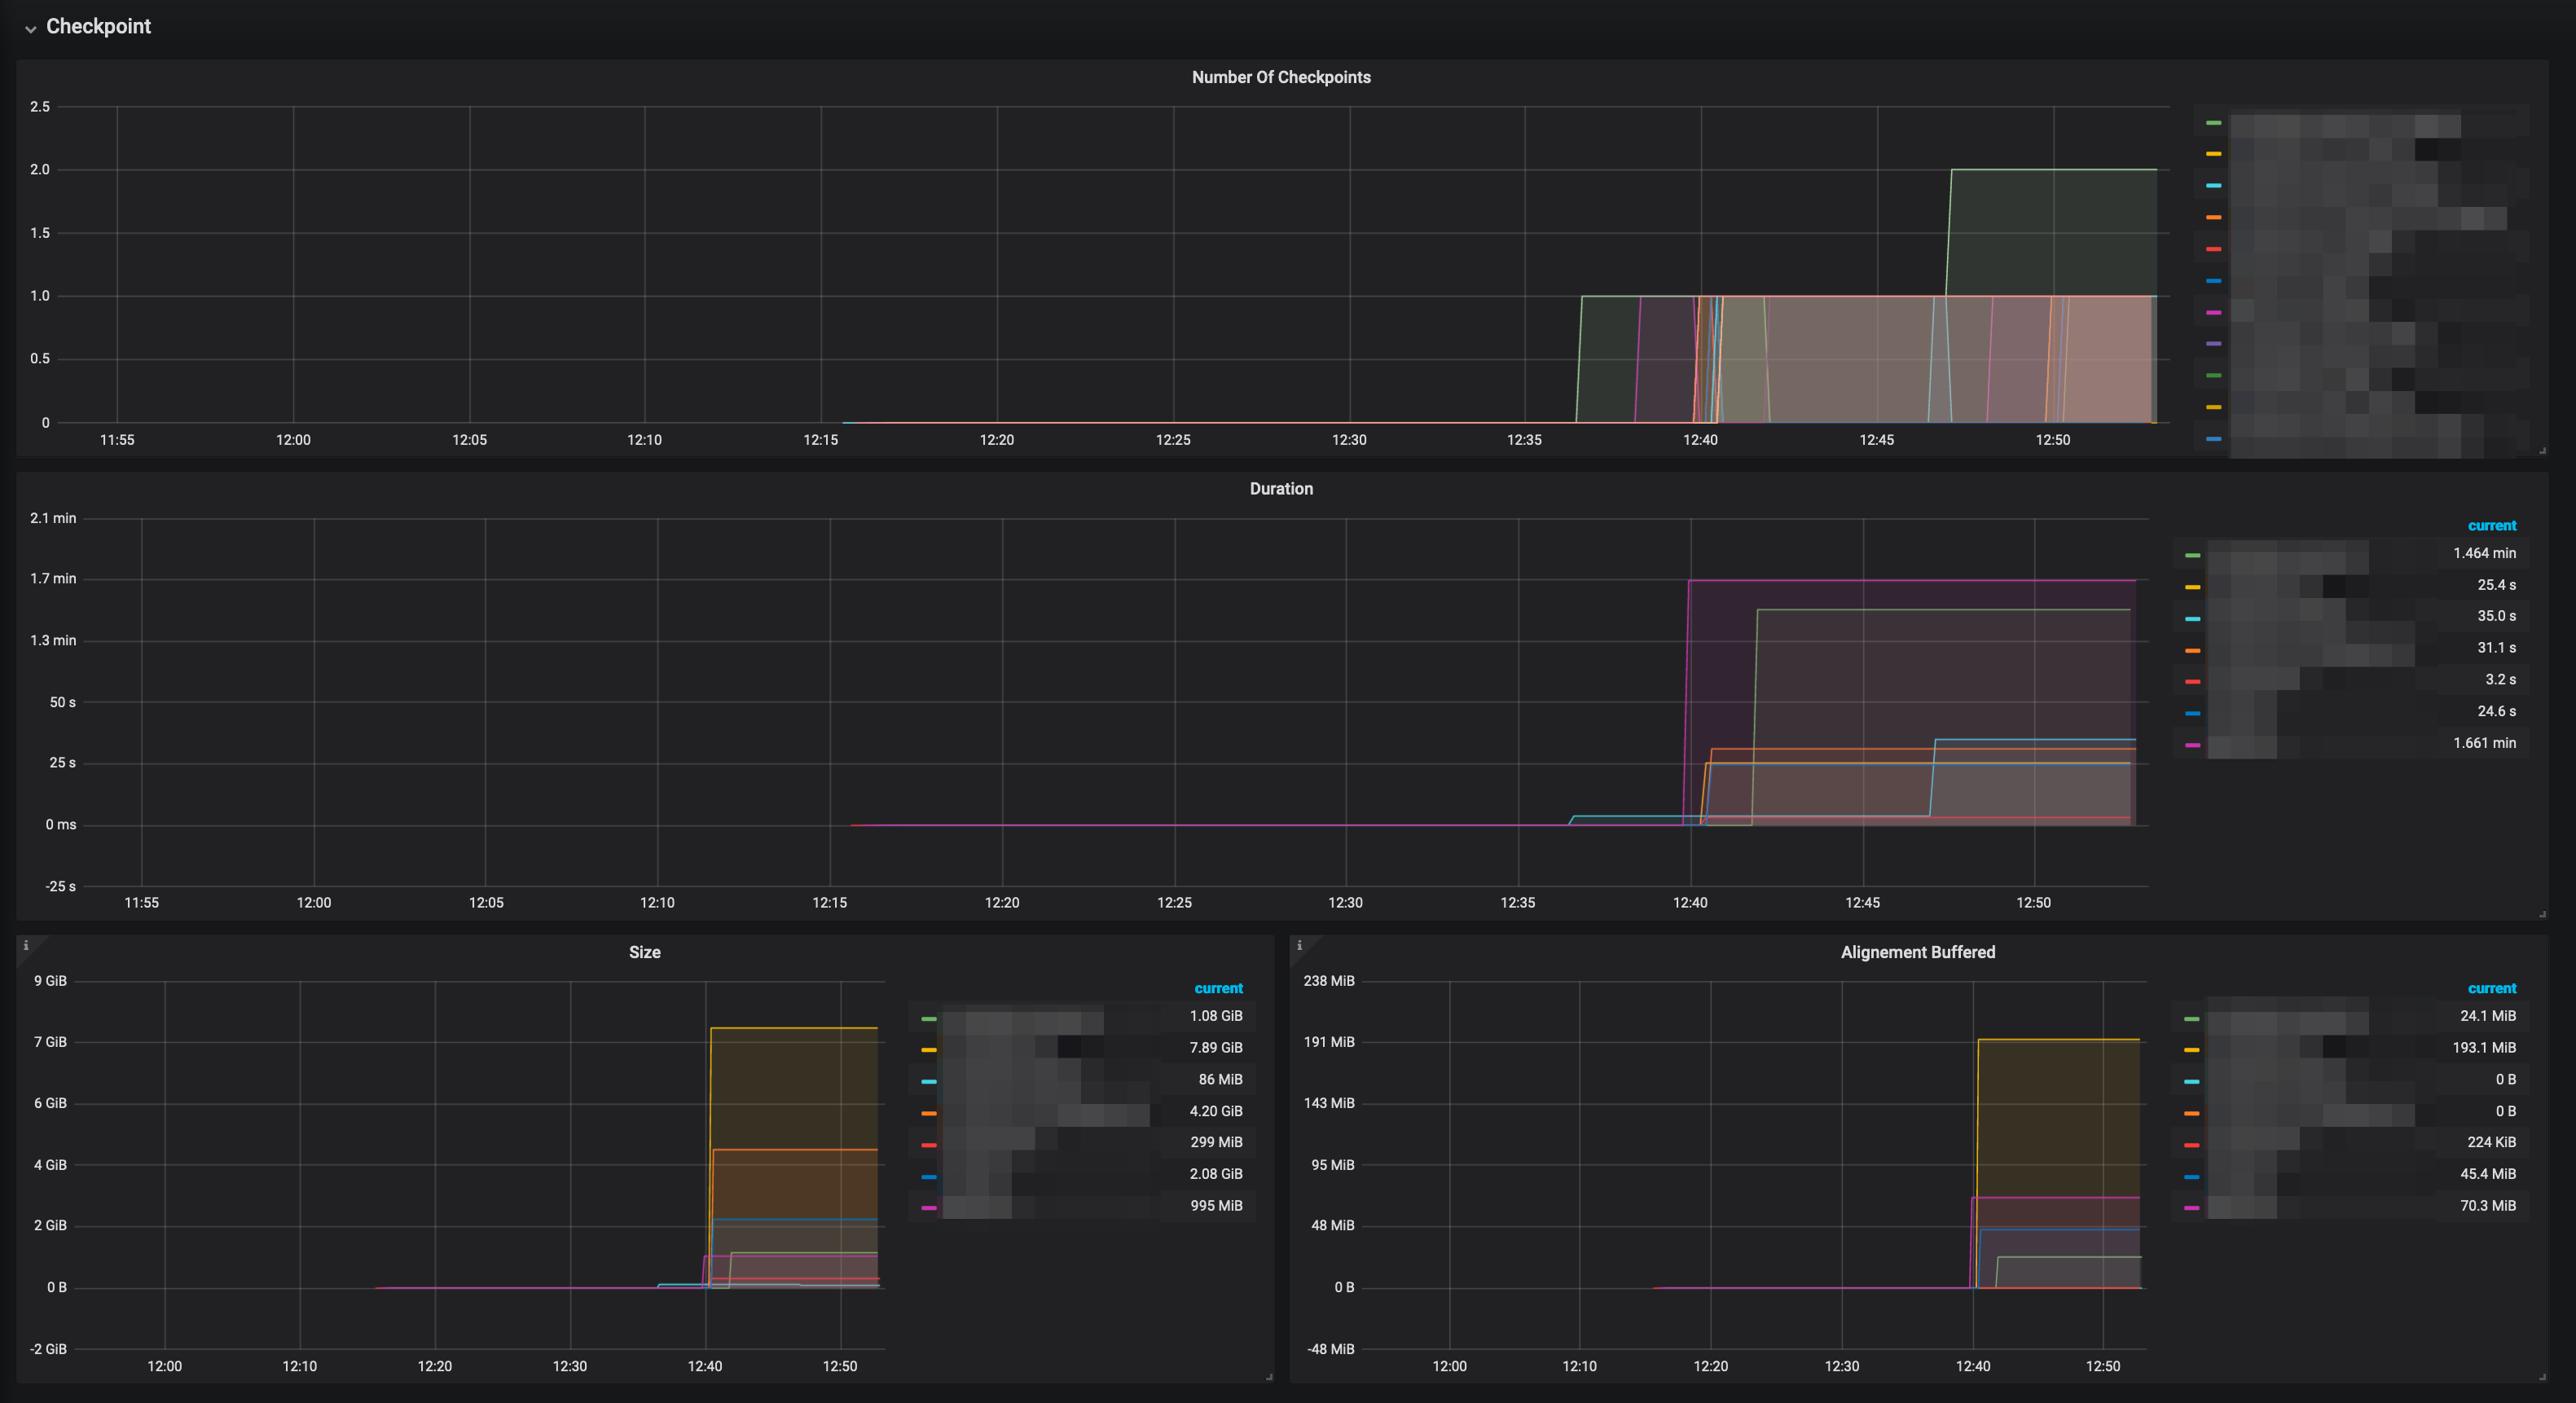 Checkpoint
Number Of Checkpoints
2.5
2.0
1.5
1.0
0.5
0
11:55 12:00 12:05 12:10 12:15 12:20 12:25 12:30 12:35 12:40 12:45 12:50
Duration
2.1 min
1.7 min
1.3 min
50 s
25 s
0 ms
-25 s
11:55 12:00 12:05 12:10 12:15 12:20 12:25 12:30 12:35 12:40 12:45 12:50
current
1.464 min
25.4 s
35.0 s
31.1 s
3.2 s
24.6 s
1.661 min
i
Size
9 GiB
7 GiB
6 GiB
4 GiB
2 GiB
0 B
-2 GiB
12:00 12:10 12:20 12:30 12:40 12:50
current
1.08 GiB
7.89 GiB
86 MiB
4.20 GiB
299 MiB
2.08 GiB
995 MiB
i
Alignement Buffered
238 MiB
191 MiB
143 MiB
95 MiB
48 MiB
0 B
-48 MiB
12:00 12:10 12:20 12:30 12:40 12:50
current
24.1 MiB
193.1 MiB
0 B
0 B
224 KiB
45.4 MiB
70.3 MiB